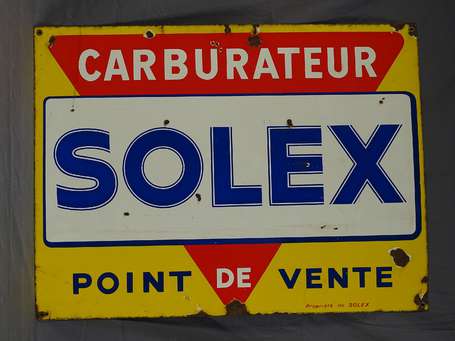 CARBURATEUR
SOLEX
POINT DE VENTE
Propriété de SOLEX